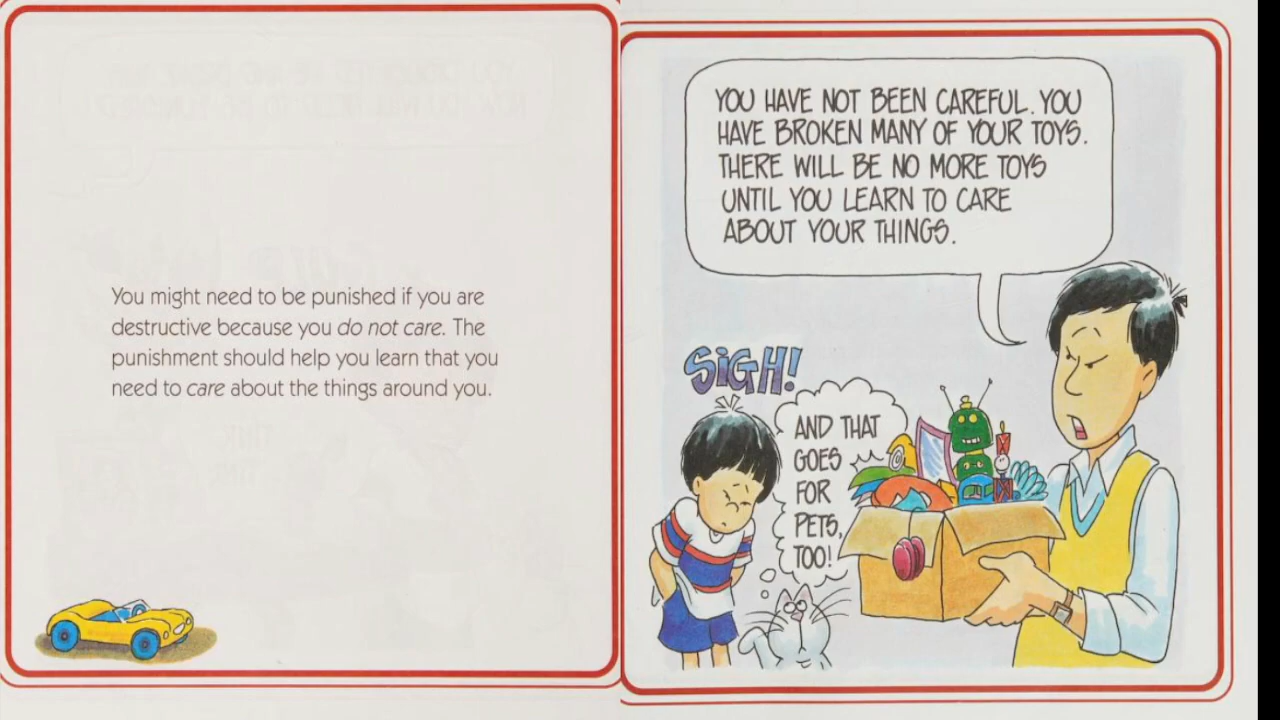 You might need to be punished if you are
destructive because you do not care. The
punishment should help you learn that you
need to care about the things around you.
YOU HAVE NOT BEEN CAREFUL. YOU
HAVE BROKEN MANY OF YOUR TOYS.
THERE WILL BE NO MORE TOYS
UNTIL YOU LEARN TO CARE
ABOUT YOUR THINGS.
SIGH!
AND THAT
GOES
FOR
PETS,
TOO!